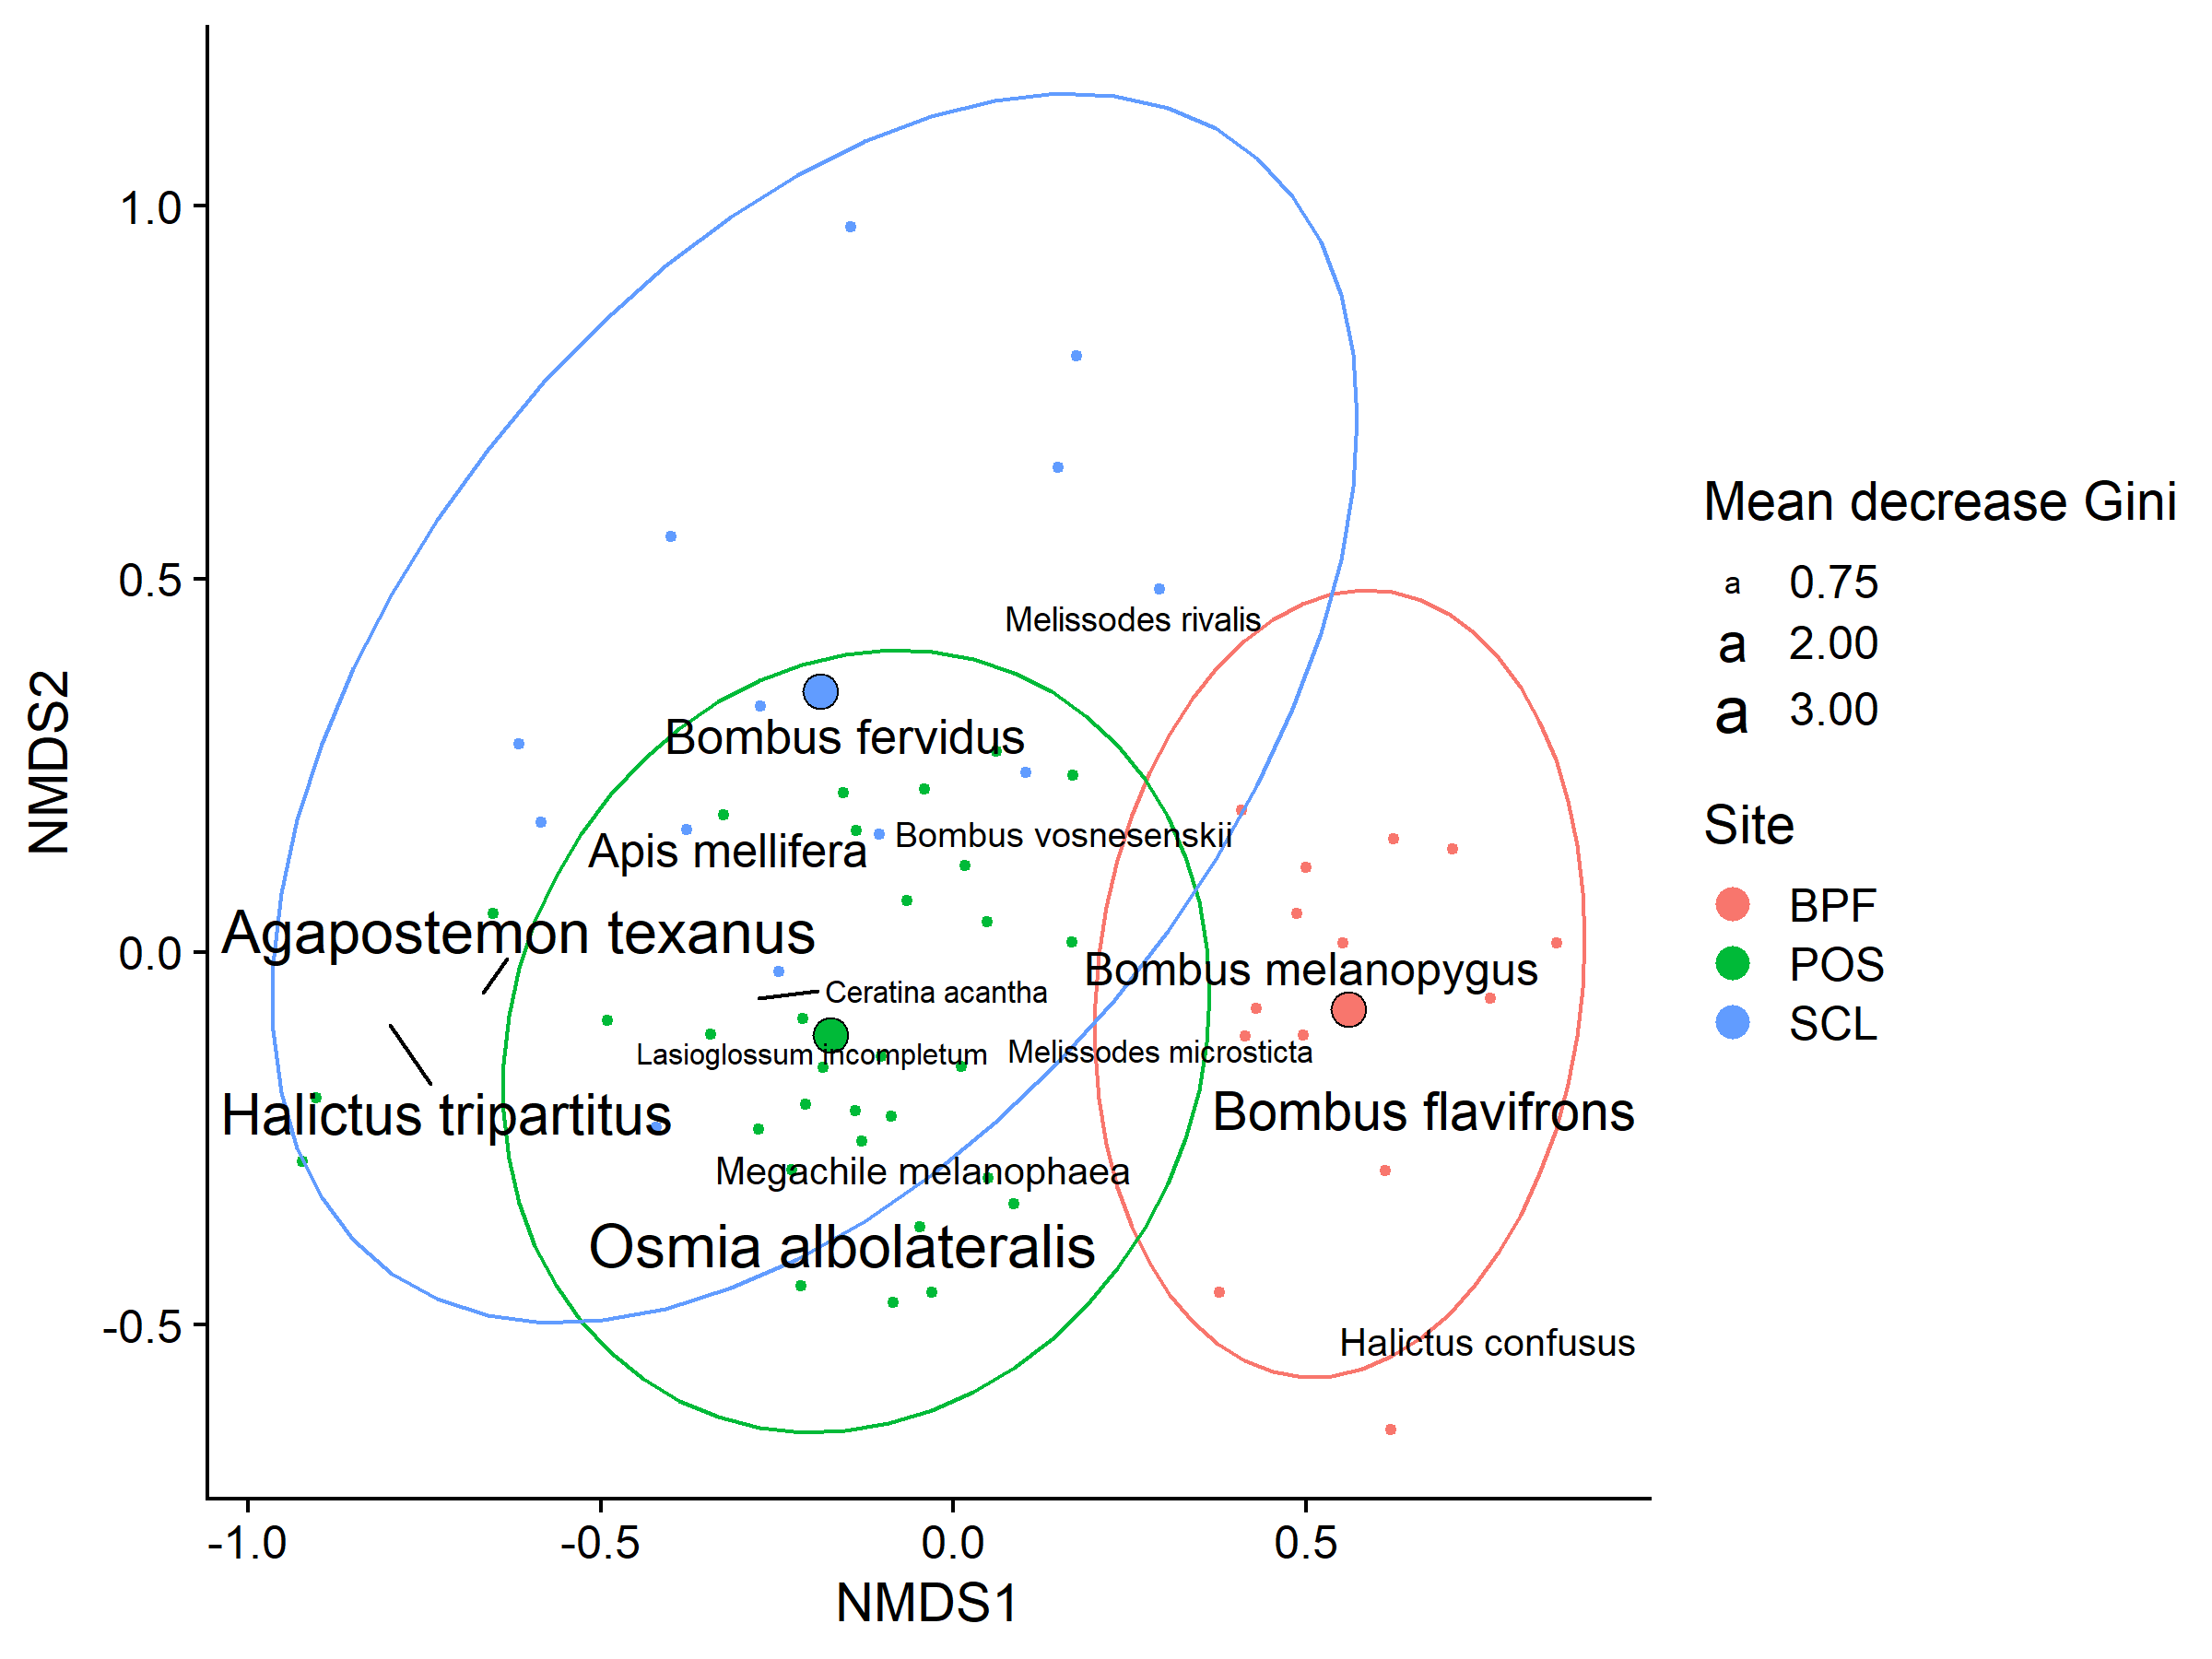 NMDS2
1.0
0.5
0.0
-0.5
Melissodes rivalis
Bombus fervidus
Bombus vosnesenskii
Apis mellifera
Agapostemon texanus
Bombus melanopygus
Ceratina acantha
Lasioglossum incompletum
Melissodes microsticta
Halictus tripartitus
Bombus flavifrons
Megachile melanophaea
Osmia albolateralis
Halictus confusus
-1.0
-0.5
0.0
0.5
NMDS1
Mean decrease Gini
a 0.75
a 2.00
a 3.00
Site
BPF
POS
SCL